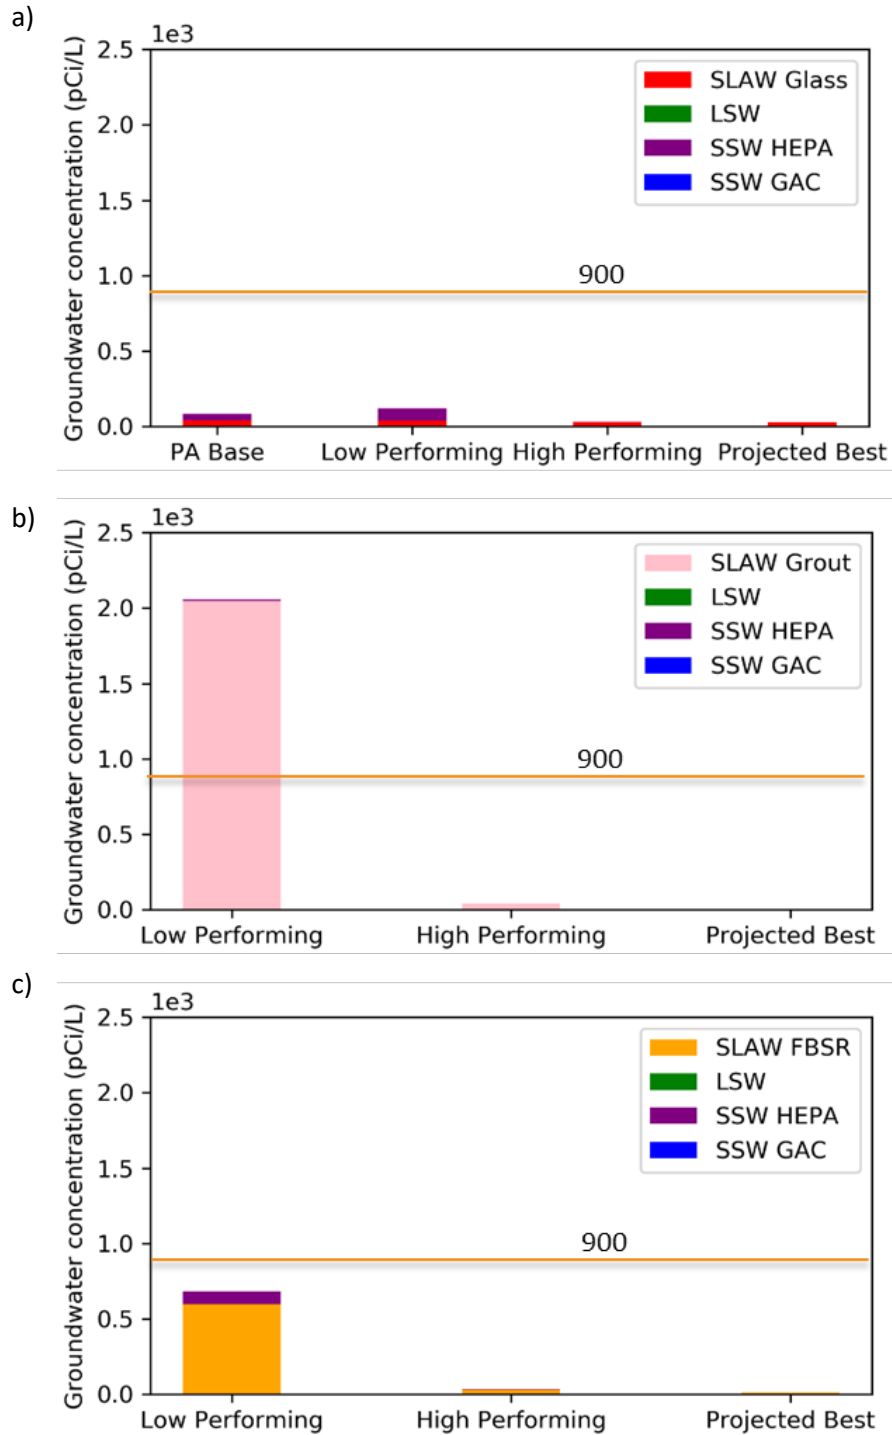 a)
1e3
Groundwater concentration (pCi/L)
2.5
2.0
1.5
1.0
0.5
0.0
SLAW Glass
LSW
SSW HEPA
SSW GAC
900
PA Base
Low Performing
High Performing
Projected Best
b)
1e3
Groundwater concentration (pCi/L)
2.5
2.0
1.5
1.0
0.5
0.0
SLAW Grout
LSW
SSW HEPA
SSW GAC
900
Low Performing
High Performing
Projected Best
c)
1e3
Groundwater concentration (pCi/L)
2.5
2.0
1.5
1.0
0.5
0.0
SLAW FBSR
LSW
SSW HEPA
SSW GAC
900
Low Performing
High Performing
Projected Best